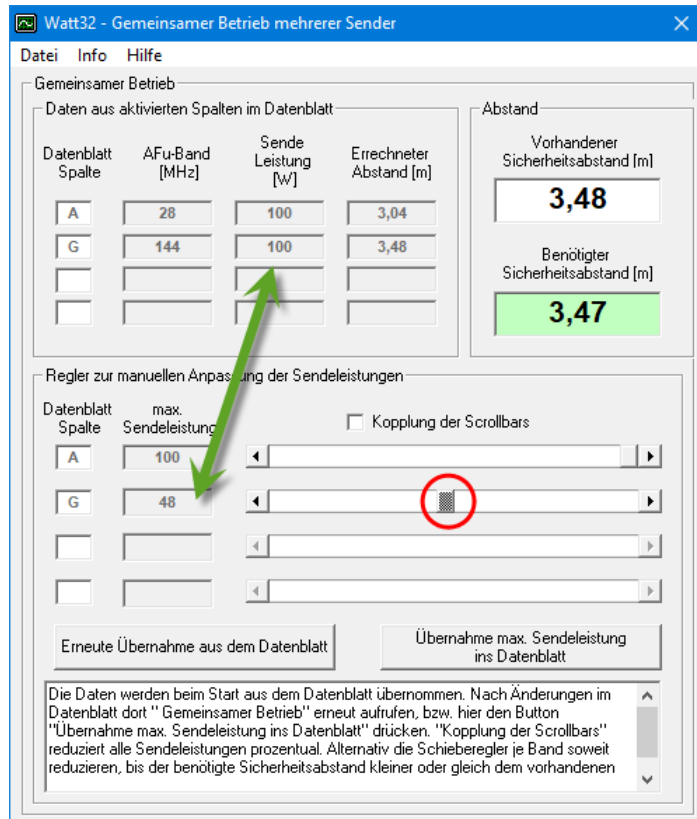 Watt32 - Gemeinsamer Betrieb mehrerer Sender
Datei Info Hilfe
Gemeinsamer Betrieb
Daten aus aktivierten Spalten im Datenblatt
Datenblatt Spalte
AFu-Band [MHz]
Sende Leistung [W]
Errechneter Abstand [m]
A 28 100 3,04
G 144 100 3,48
Abstand
Vorhandener
Sicherheitsabstand [m]
3,48
Benötigter
Sicherheitsabstand [m]
3,47
Regler zur manuellen Anpassung der Sendeleistungen
Datenblatt Spalte
max. Sendeleistung
Kopplung der Scrollbars
A 100
G 48
Erneute Übernahme aus dem Datenblatt
Übernahme max. Sendeleistung
ins Datenblatt
Die Daten werden beim Start aus dem Datenblatt übernommen. Nach Änderungen im
Datenblatt dort " Gemeinsamer Betrieb" erneut aufrufen, bzw. hier den Button
"Übernahme max. Sendeleistung ins Datenblatt" drücken. "Kopplung der Scrollbars"
reduziert alle Sendeleistungen prozentual. Alternativ die Schieberegler je Band soweit
reduzieren, bis der benötigte Sicherheitsabstand kleiner oder gleich dem vorhandenen